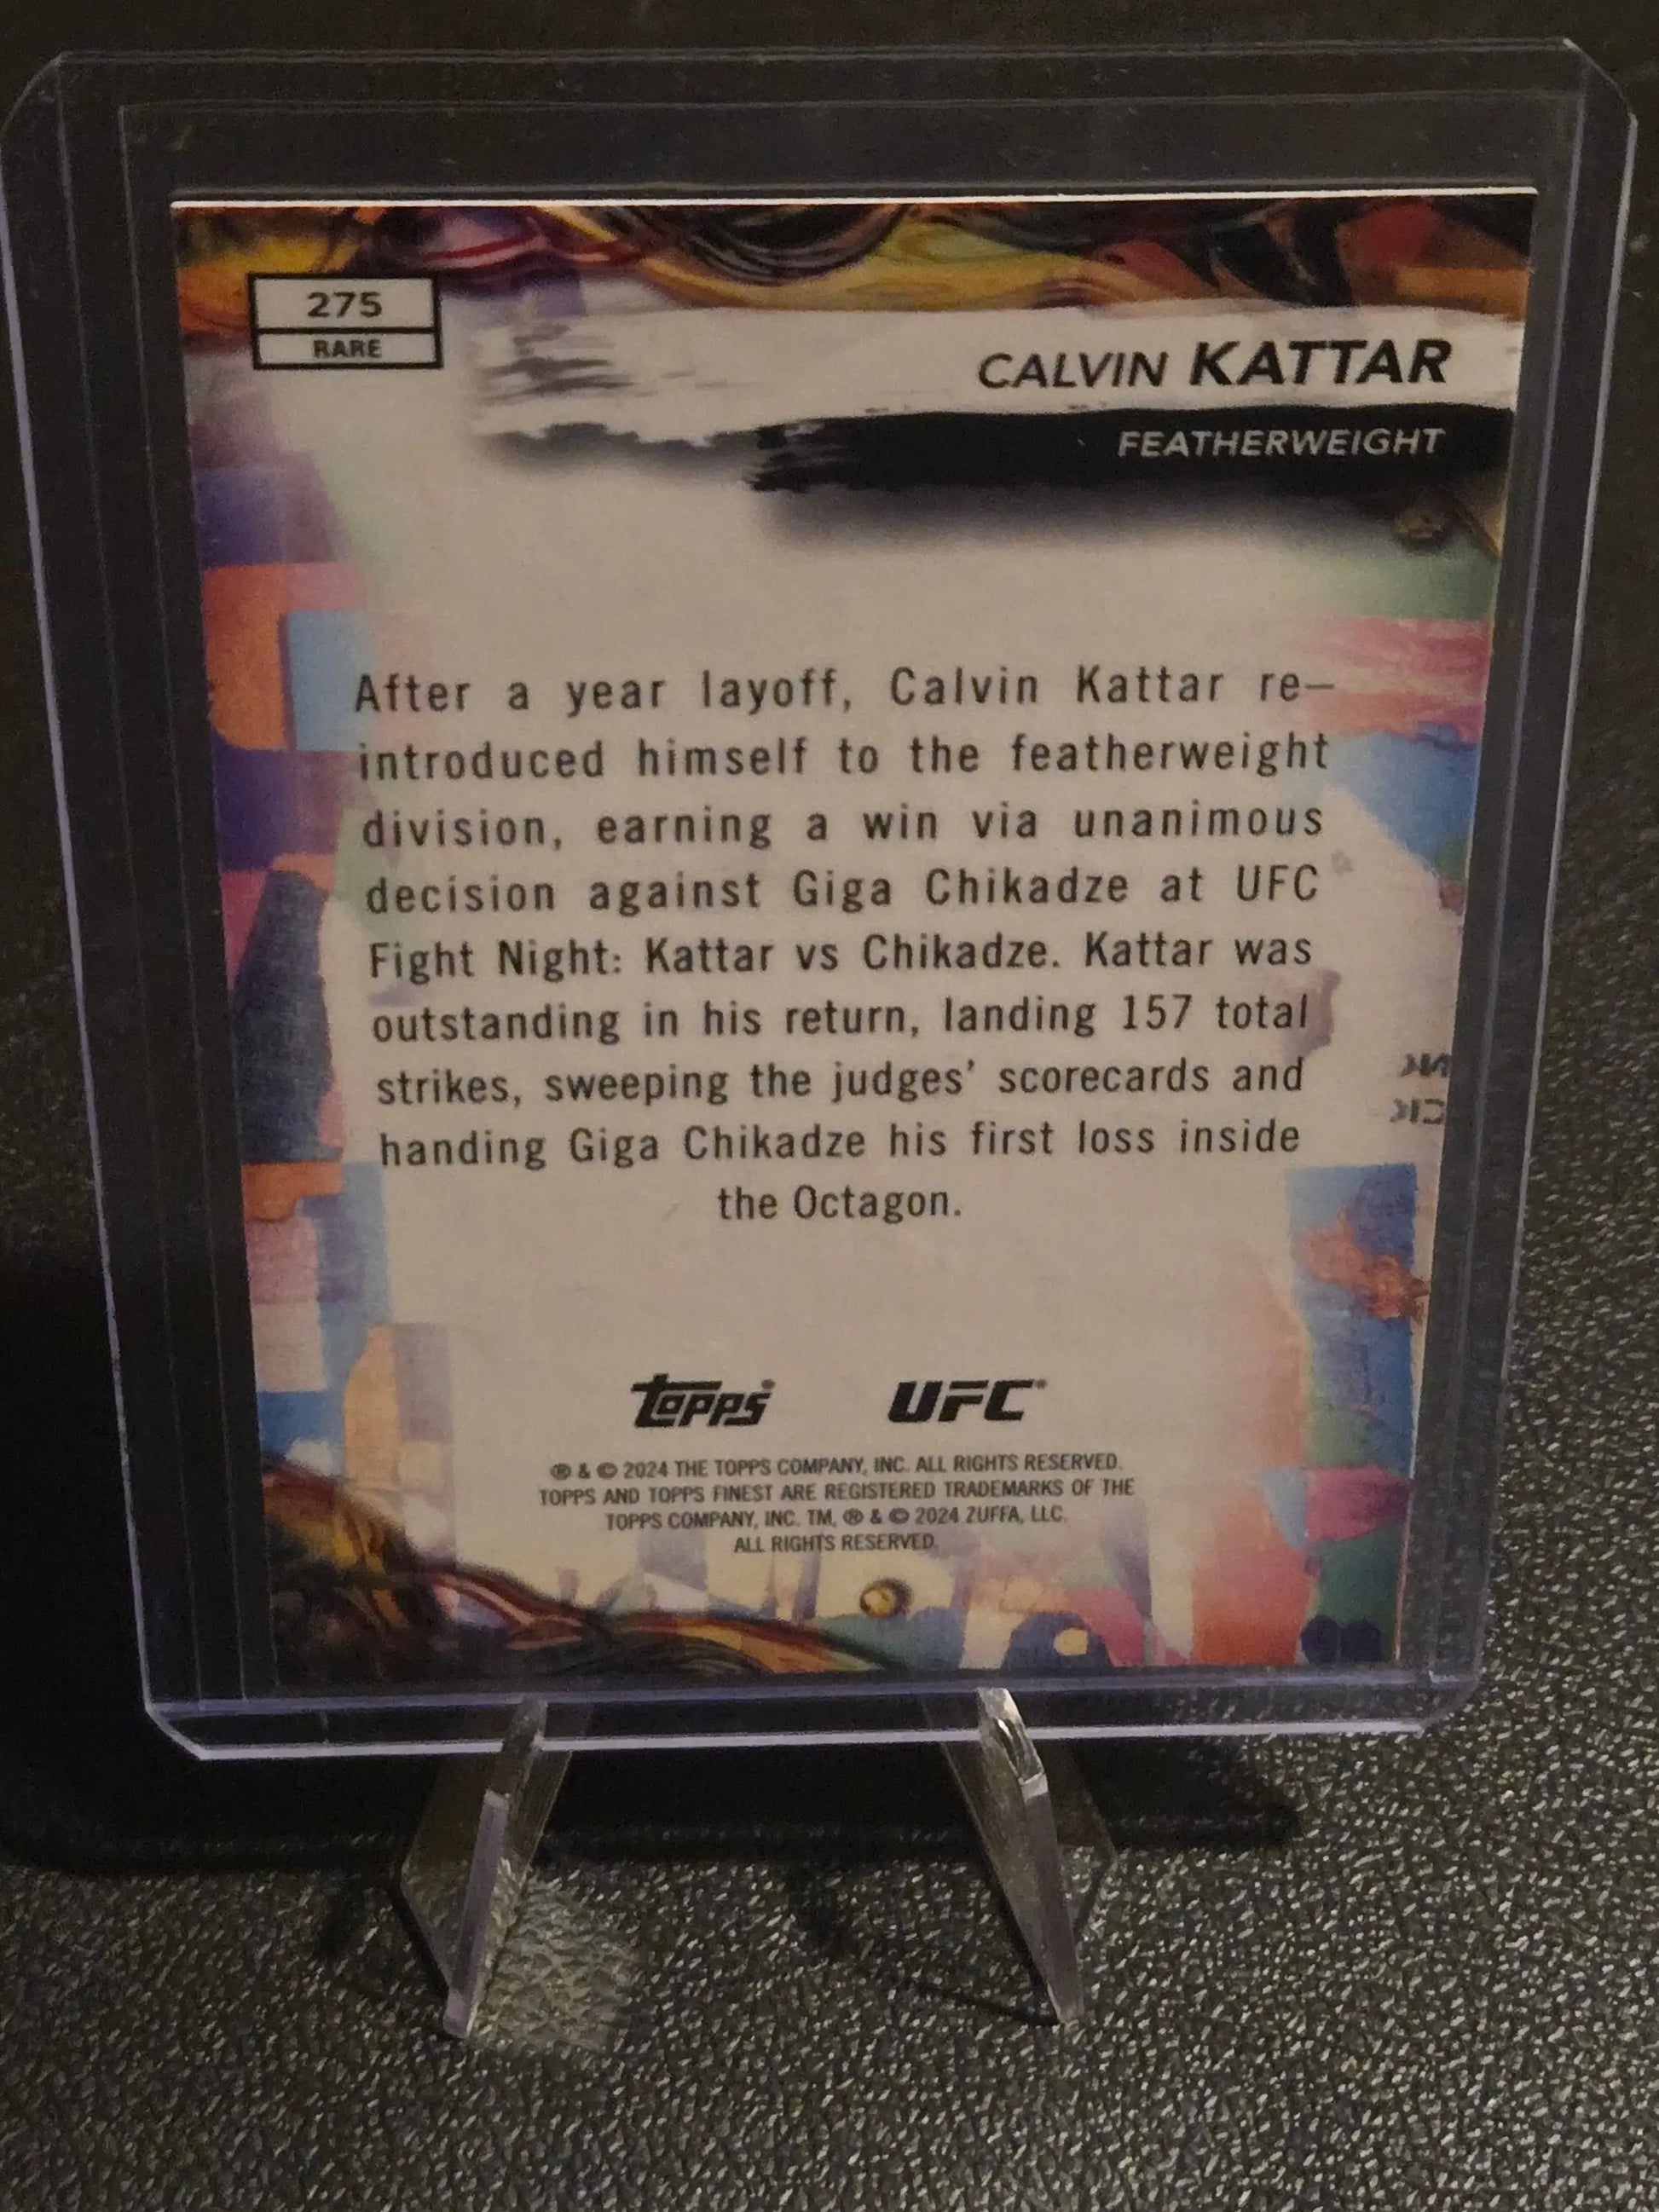 275
RARE
CALVIN KATTAR
FEATHERWEIGHT
After a year layoff, Calvin Kattar re–
introduced himself to the featherweight
division, earning a win via unanimous
decision against Giga Chikadze at UFC
Fight Night: Kattar vs Chikadze. Kattar was
outstanding in his return, landing 157 total
strikes, sweeping the judges’ scorecards and
handing Giga Chikadze his first loss inside
the Octagon.
Topps UFC®
® & © 2024 THE TOPPS COMPANY, INC. ALL RIGHTS RESERVED.
TOPPS AND TOPPS FINEST ARE REGISTERED TRADEMARKS OF THE
TOPPS COMPANY, INC. TM, ® & © 2024 ZUFFA, LLC.
ALL RIGHTS RESERVED.